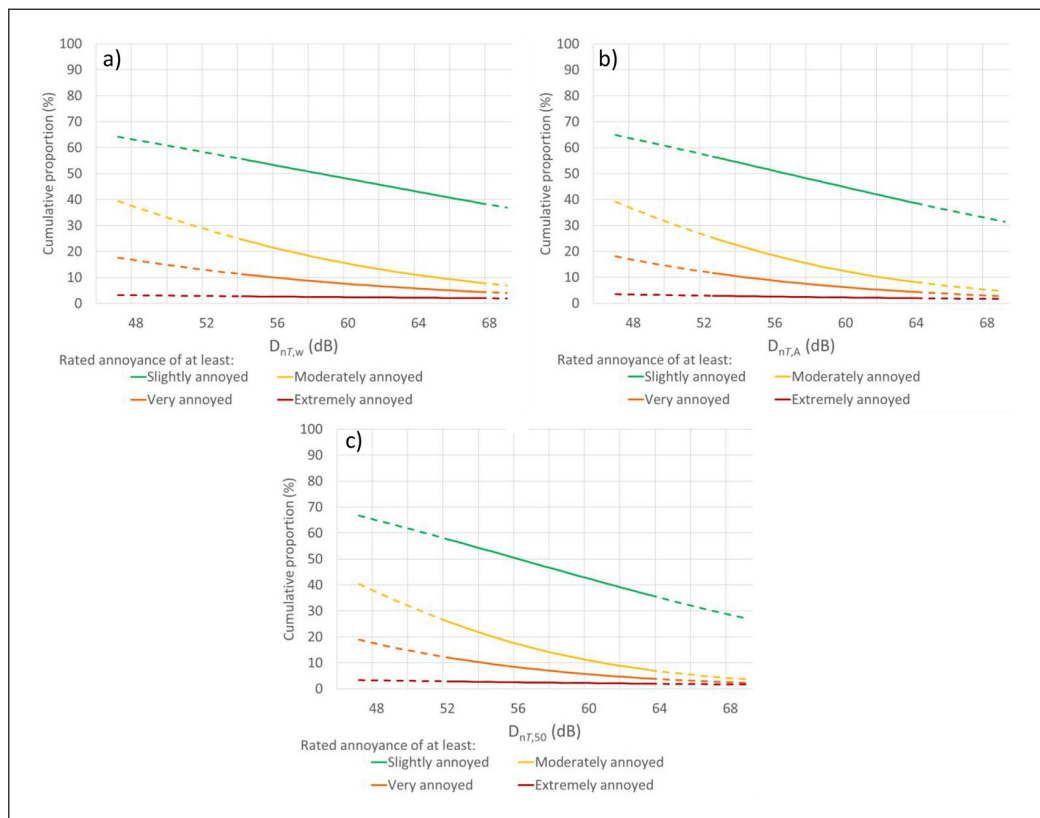 a)
Cumulative proportion (%)
100
90
80
70
60
50
40
30
20
10
0
48 52 56 60 64 68
DnT,w (dB)
Rated annoyance of at least:
Slightly annoyed Moderately annoyed
Very annoyed Extremely annoyed
b)
Cumulative proportion (%)
100
90
80
70
60
50
40
30
20
10
0
48 52 56 60 64 68
DnT,A (dB)
Rated annoyance of at least:
Slightly annoyed Moderately annoyed
Very annoyed Extremely annoyed
c)
Cumulative proportion (%)
100
90
80
70
60
50
40
30
20
10
0
48 52 56 60 64 68
DnT,50 (dB)
Rated annoyance of at least:
Slightly annoyed Moderately annoyed
Very annoyed Extremely annoyed